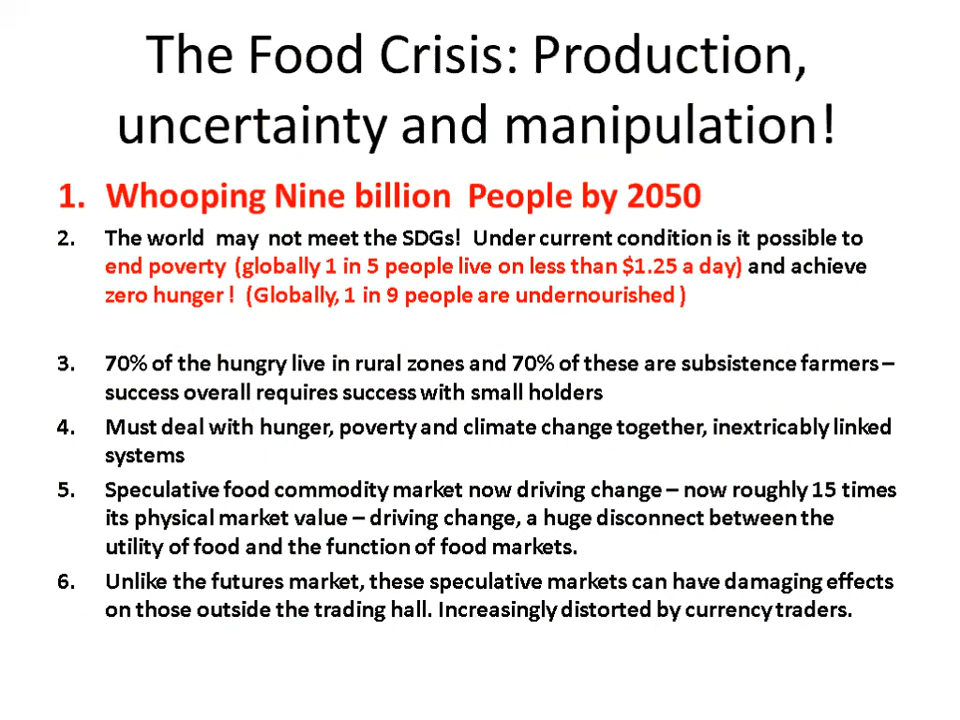 The Food Crisis: Production,
uncertainty and manipulation!
1. Whooping Nine billion People by 2050
2. The world may not meet the SDGs! Under current condition is it possible to
end poverty (globally 1 in 5 people live on less than $1.25 a day) and achieve
zero hunger ! (Globally, 1 in 9 people are undernourished )
3. 70% of the hungry live in rural zones and 70% of these are subsistence farmers –
success overall requires success with small holders
4. Must deal with hunger, poverty and climate change together, inextricably linked
systems
5. Speculative food commodity market now driving change – now roughly 15 times
its physical market value – driving change, a huge disconnect between the
utility of food and the function of food markets.
6. Unlike the futures market, these speculative markets can have damaging effects
on those outside the trading hall. Increasingly distorted by currency traders.